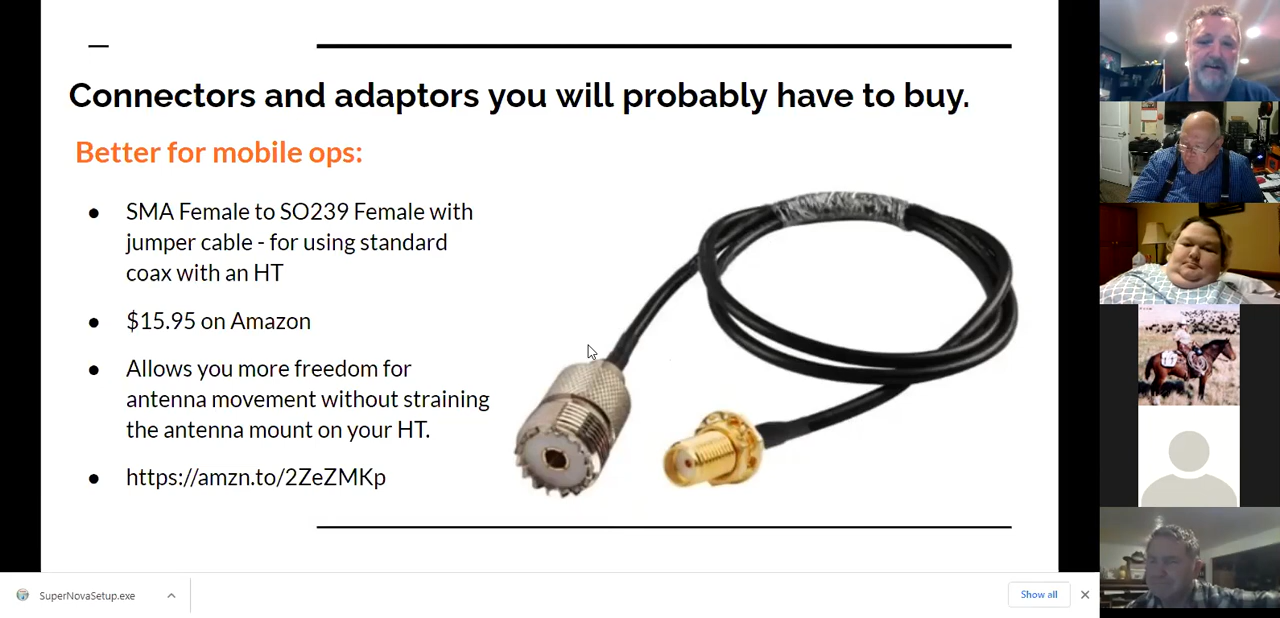 Connectors and adaptors you will probably have to buy.
Better for mobile ops:
● SMA Female to SO239 Female with
jumper cable - for using standard
coax with an HT
● $15.95 on Amazon
● Allows you more freedom for
antenna movement without straining
the antenna mount on your HT.
● https://amzn.to/2ZeZMKp
SuperNovaSetup.exe
Show all